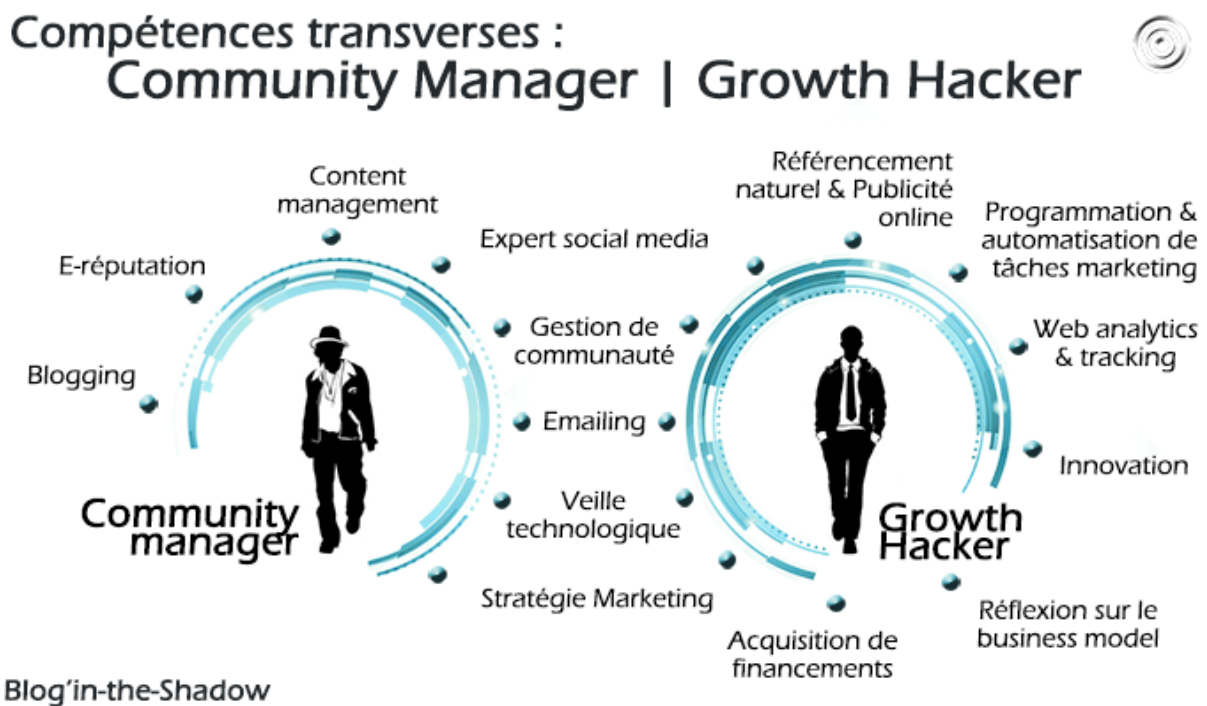 Compétences transverses :
Community Manager | Growth Hacker
Content
management
E-réputation
Blogging
Community
manager
Expert social media
Gestion de
communauté
Emailing
Veille
technologique
Stratégie Marketing
Référencement
naturel & Publicité
online
Programmation &
automatisation de
tâches marketing
Web analytics
& tracking
Innovation
Growth
Hacker
Réflexion sur le
business model
Acquisition de
financements
Blog'in-the-Shadow